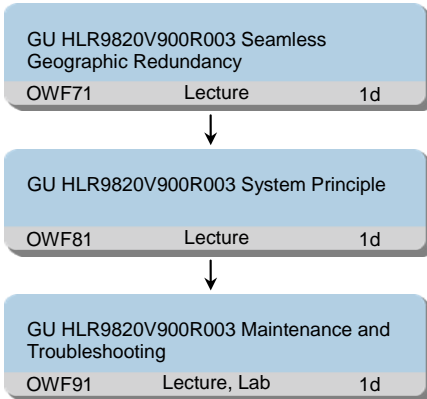 GU HLR9820V900R003 Seamless
Geographic Redundancy
OWF71 Lecture 1d
GU HLR9820V900R003 System Principle
OWF81 Lecture 1d
GU HLR9820V900R003 Maintenance and
Troubleshooting
OWF91 Lecture, Lab 1d